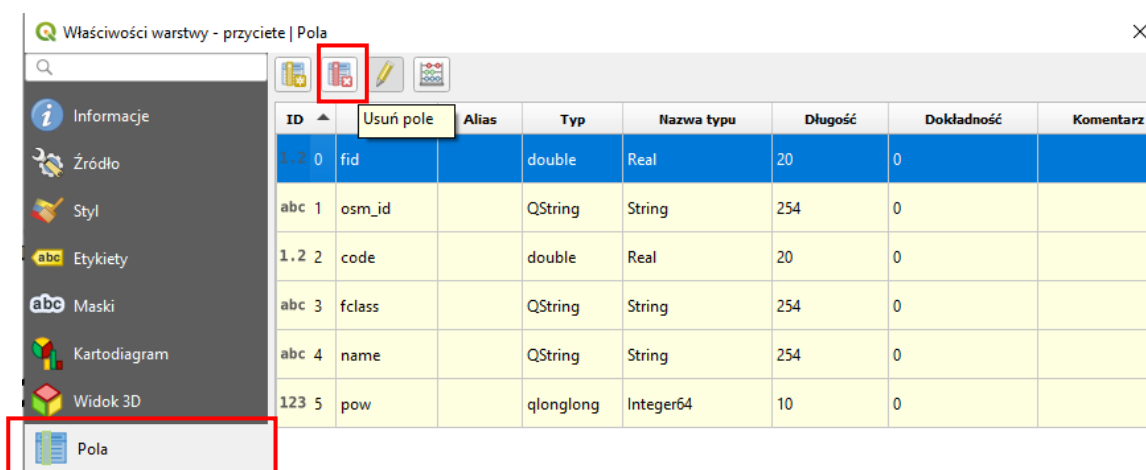 Właściwości warstwy - przyciete | Pola
Informacje
Źródło
Styl
abc Etykiety
abc Maski
Kartodiagram
Widok 3D
Pola
Usuń pole
ID Alias Typ Nazwa typu Długość Dokładność Komentarz
1.2 0 fid double Real 20 0
abc 1 osm_id QString String 254 0
1.2 2 code double Real 20 0
abc 3 fclass QString String 254 0
abc 4 name QString String 254 0
123 5 pow qlonglong Integer64 10 0